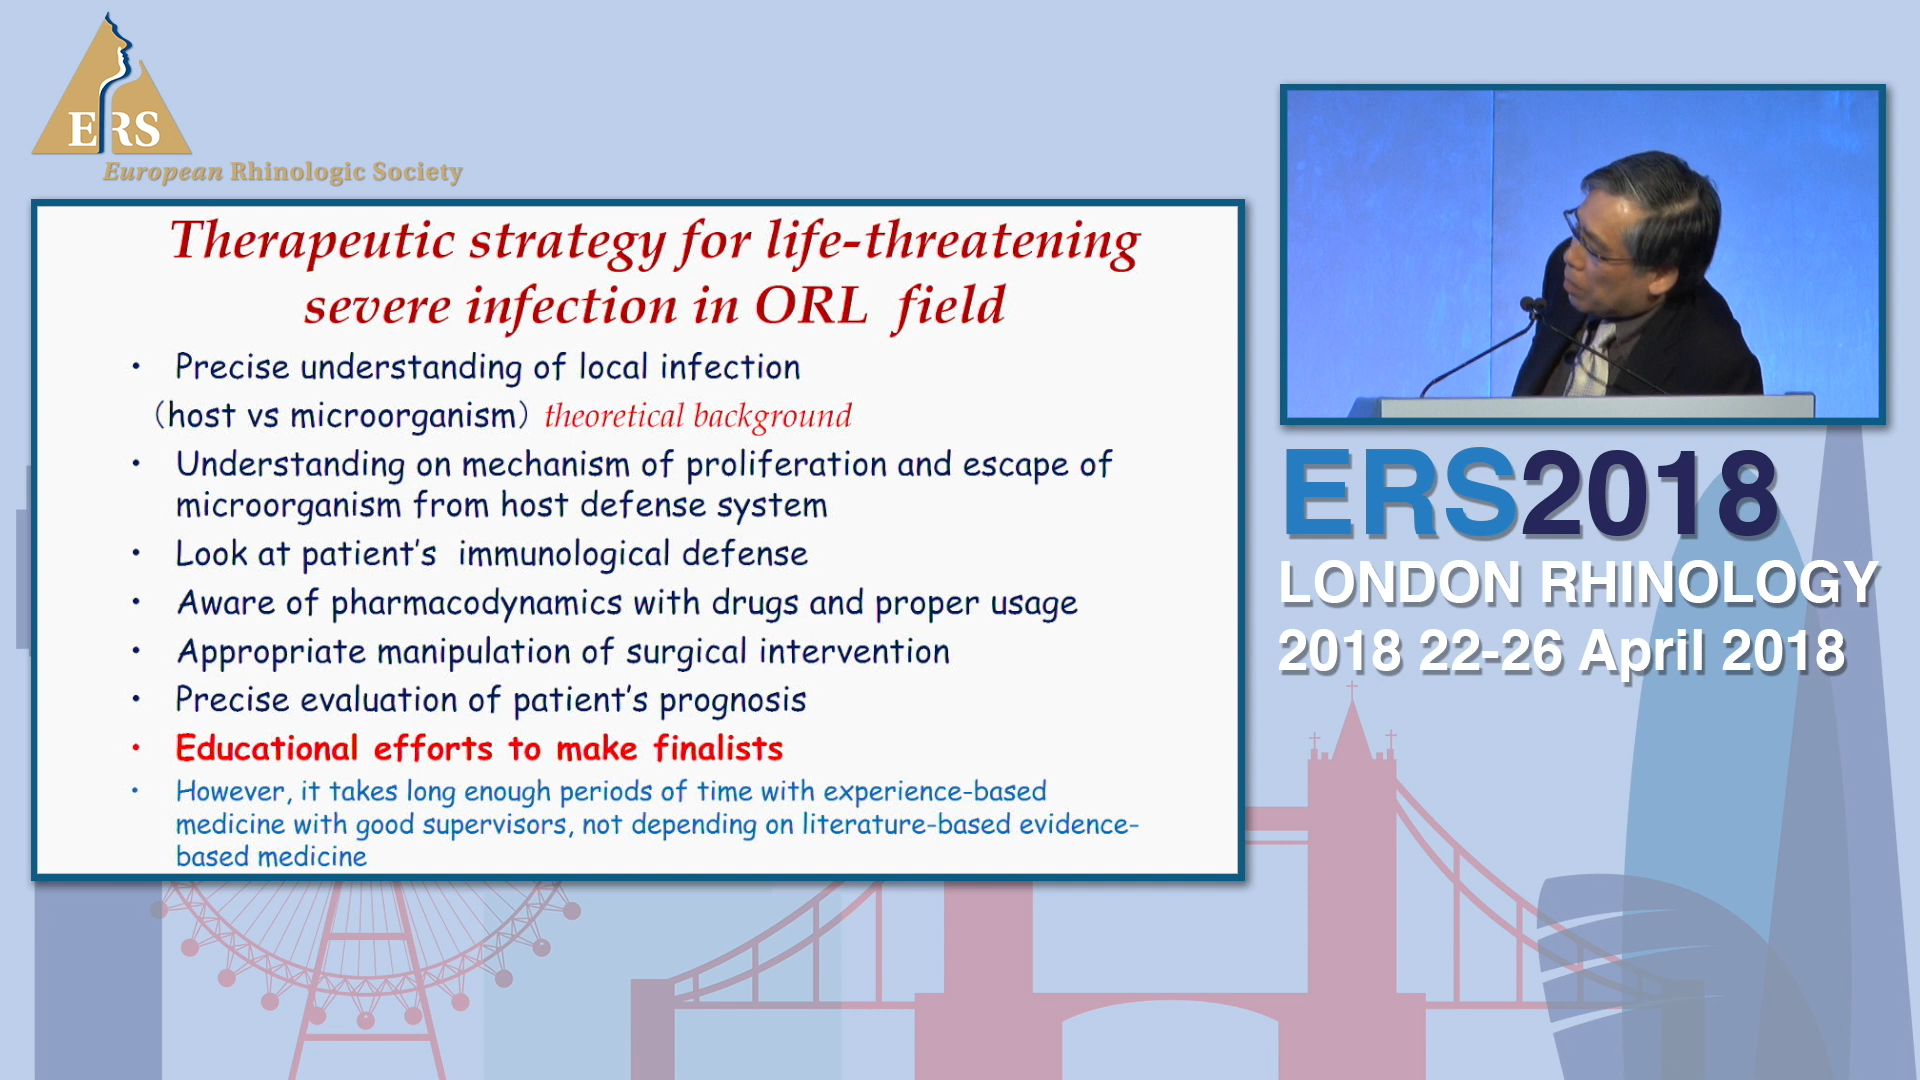 ERS
European Rhinologic Society
Therapeutic strategy for life-threatening
severe infection in ORL field
• Precise understanding of local infection
（host vs microorganism）theoretical background
• Understanding on mechanism of proliferation and escape of
microorganism from host defense system
• Look at patient's immunological defense
• Aware of pharmacodynamics with drugs and proper usage
• Appropriate manipulation of surgical intervention
• Precise evaluation of patient's prognosis
• Educational efforts to make finalists
• However, it takes long enough periods of time with experience-based
medicine with good supervisors, not depending on literature-based evidence-
based medicine
ERS2018
LONDON RHINOLOGY
2018 22-26 April 2018